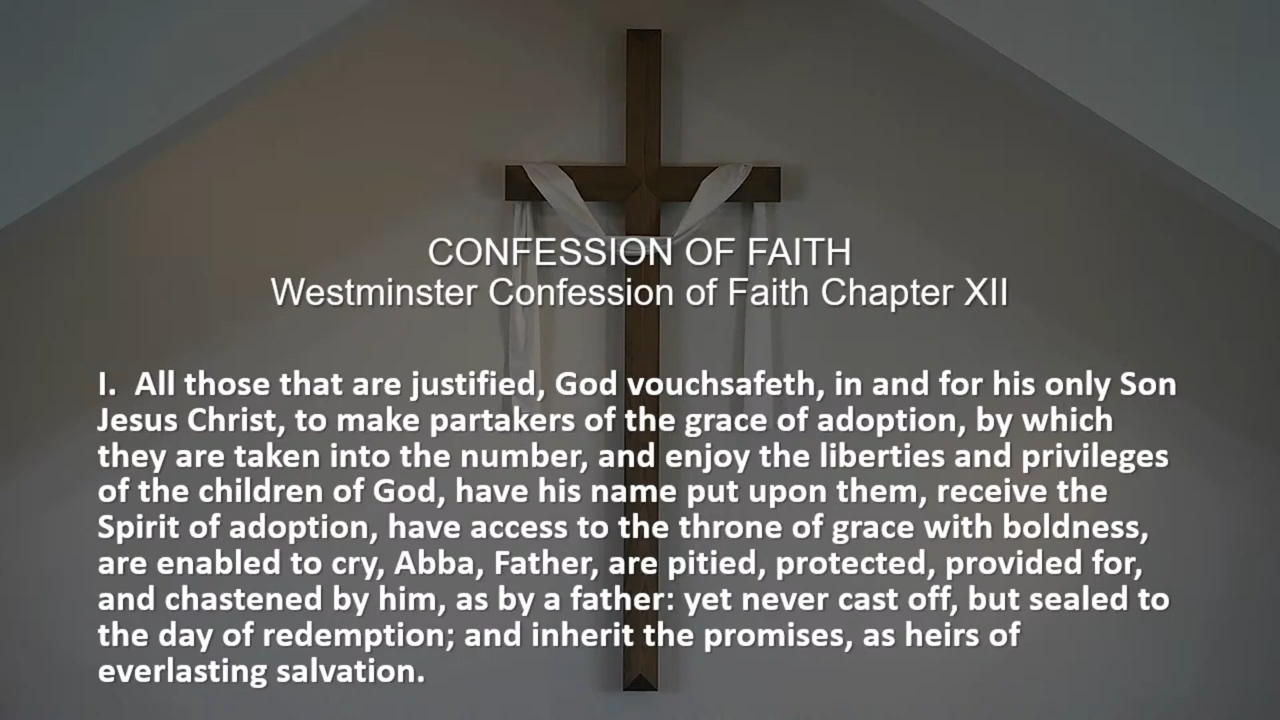 CONFESSION OF FAITH
Westminster Confession of Faith Chapter XII
I.  All those that are justified, God vouchsafeth, in and for his only Son
Jesus Christ, to make partakers of the grace of adoption, by which
they are taken into the number, and enjoy the liberties and privileges
of the children of God, have his name put upon them, receive the
Spirit of adoption, have access to the throne of grace with boldness,
are enabled to cry, Abba, Father, are pitied, protected, provided for,
and chastened by him, as by a father: yet never cast off, but sealed to
the day of redemption; and inherit the promises, as heirs of
everlasting salvation.